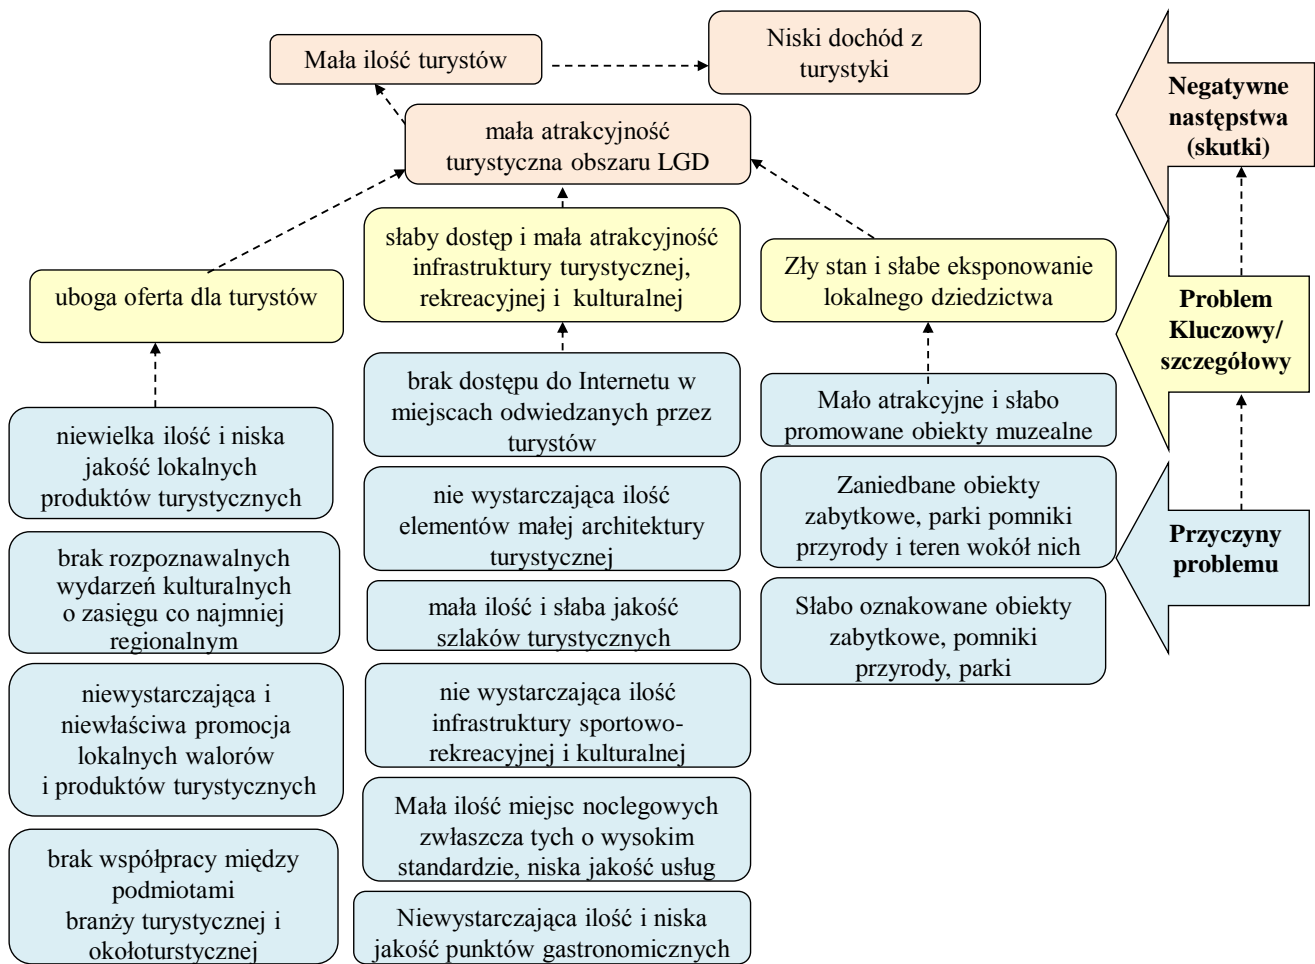 Mała ilość turystów
Niski dochód z
turystyki
mała atrakcyjność
turystyczna obszaru LGD
Negatywne
następstwa
(skutki)
uboga oferta dla turystów
słaby dostęp i mała atrakcyjność
infrastruktury turystycznej,
rekreacyjnej i kulturalnej
Zły stan i słabe eksponowanie
lokalnego dziedzictwa
Problem
Kluczowy/
szczegółowy
niewielka ilość i niska
jakość lokalnych
produktów turystycznych
brak rozpoznawalnych
wydarzeń kulturalnych
o zasięgu co najmniej
regionalnym
niewystarczająca i
niewłaściwa promocja
lokalnych walorów
i produktów turystycznych
brak współpracy między
podmiotami
branży turystycznej i
okołoturstycznej
brak dostępu do Internetu w
miejscach odwiedzanych przez
turystów
nie wystarczająca ilość
elementów małej architektury
turystycznej
mała ilość i słaba jakość
szlaków turystycznych
nie wystarczająca ilość
infrastruktury sportowo-
rekreacyjnej i kulturalnej
Mała ilość miejsc noclegowych
zwłaszcza tych o wysokim
standardzie, niska jakość usług
Niewystarczająca ilość i niska
jakość punktów gastronomicznych
Mało atrakcyjne i słabo
promowane obiekty muzealne
Zaniedbane obiekty
zabytkowe, parki pomniki
przyrody i teren wokół nich
Słabo oznakowane obiekty
zabytkowe, pomniki
przyrody, parki
Przyczyny
problemu